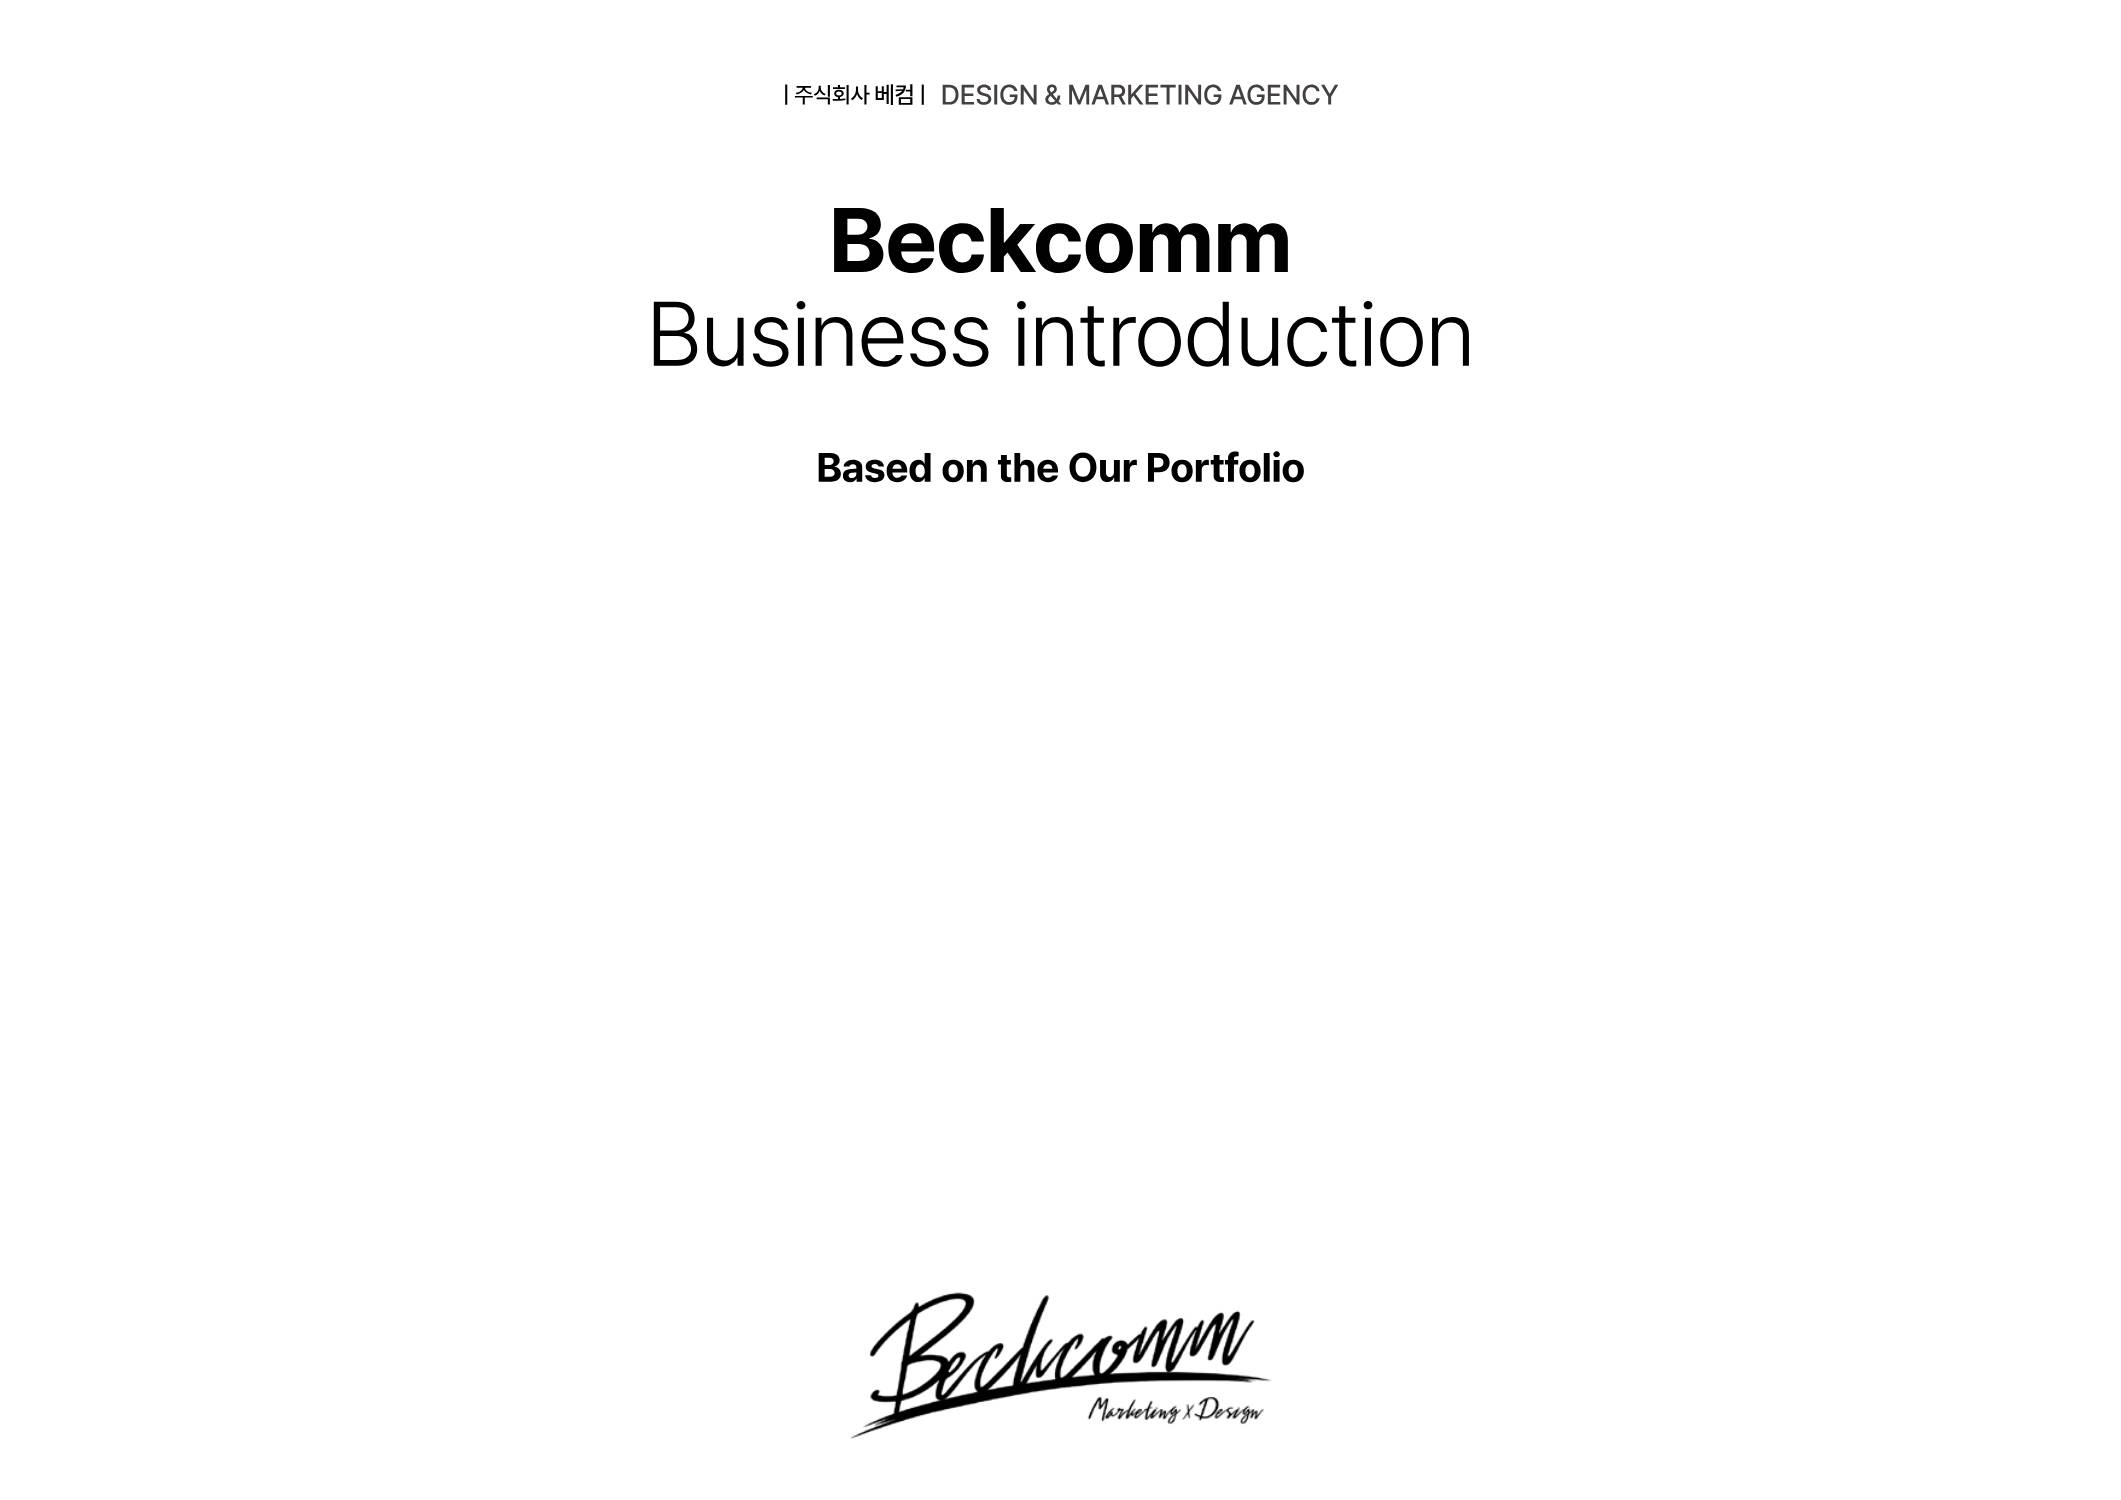 | 주식회사 베컴 | DESIGN & MARKETING AGENCY
Beckcomm
Business introduction
Based on the Our Portfolio
Beckcomm
Marketing x Design